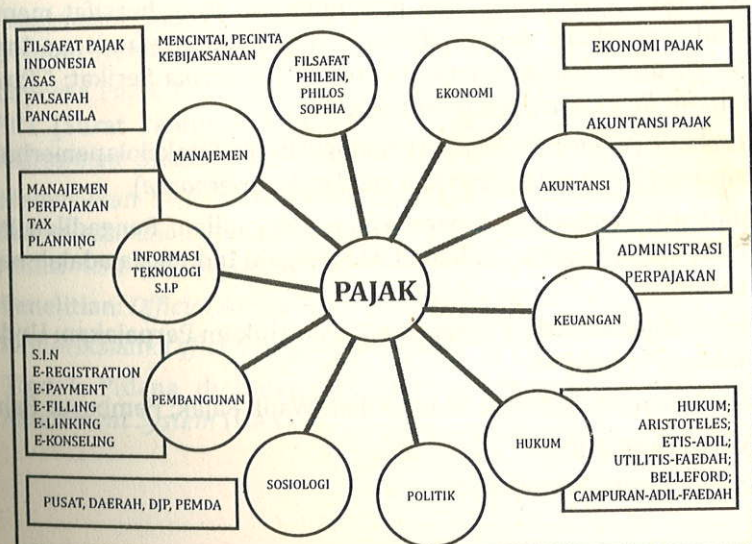 FILSAFAT PAJAK
INDONESIA
ASAS
FALSAFAH
PANCASILA
MENCINTAI, PECINTA
KEBIJAKSANAAN
FILSAFAT
PHILEIN,
PHILOS
SOPHIA
EKONOMI
EKONOMI PAJAK
MANAJEMEN
AKUNTANSI PAJAK
AKUNTANSI
MANAJEMEN
PERPAJAKAN
TAX
PLANNING
INFORMASI
TEKNOLOGI
S.I.P
PAJAK
ADMINISTRASI
PERPAJAKAN
KEUANGAN
S.I.N
E-REGISTRATION
E-PAYMENT
E-FILLING
E-LINKING
E-KONSELING
PEMBANGUNAN
SOSIOLOGI
POLITIK
HUKUM
HUKUM;
ARISTOTELES;
ETIS-ADIL;
UTILITIS-FAEDAH;
BELLEFORD;
CAMPURAN-ADIL-FAEDAH
PUSAT, DAERAH, DJP, PEMDA